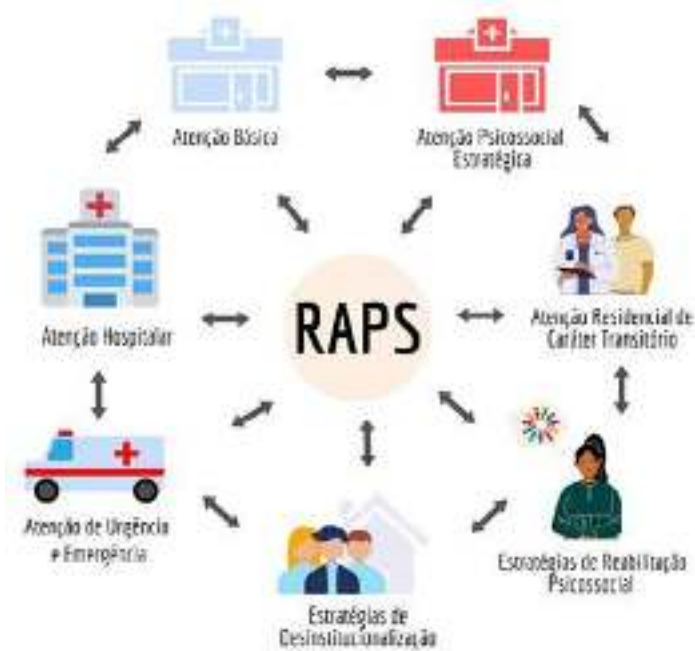 Atenção Básica
Atenção Psicossocial
Estratégica
Atenção Hospitalar
RAPS
Atenção Residencial de
Caráter Transitório
Atenção de Urgência
e Emergência
Estratégias de
Desinstitucionalização
Estratégias de Reabilitação
Psicossocial